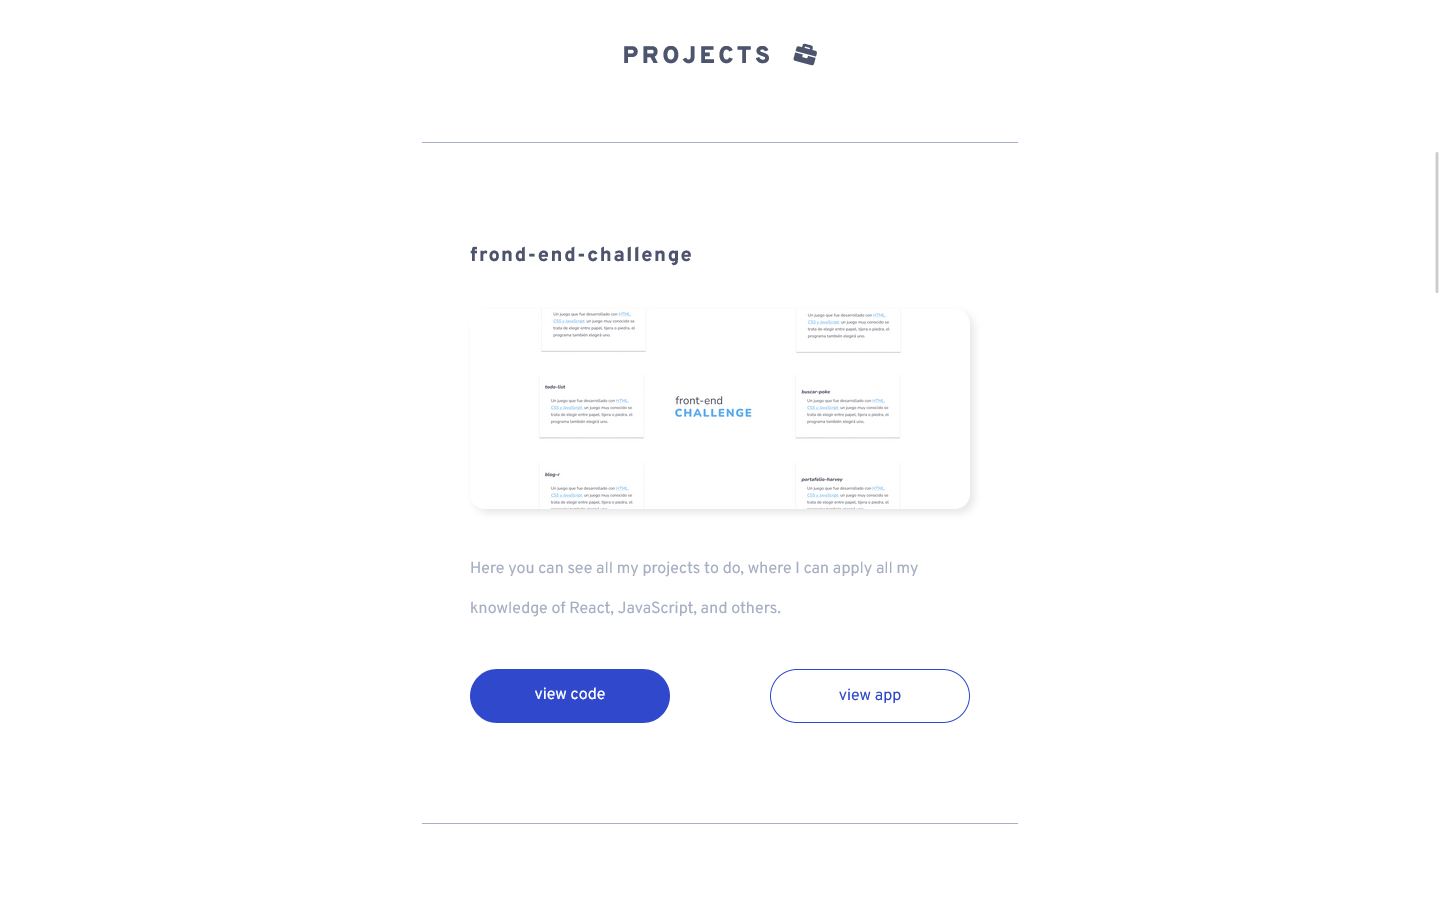 PROJECTS
frond-end-challenge
Un juego que fue desarrollado con HTML,
CSS y JavaScript un juego muy conocido se
trata de elegir entre papel, tijera o piedra, el
programa también elegirá uno.
Un juego que fue desarrollado con HTML,
CSS y JavaScript un juego muy conocido se
trata de elegir entre papel, tijera o piedra, el
programa también elegirá uno.
todo-list
Un juego que fue desarrollado con HTML,
CSS y JavaScript un juego muy conocido se
trata de elegir entre papel, tijera o piedra, el
programa también elegirá uno.
front-end
CHALLENGE
buscar-poke
Un juego que fue desarrollado con HTML,
CSS y JavaScript un juego muy conocido se
trata de elegir entre papel, tijera o piedra, el
programa también elegirá uno.
blog-r
Un juego que fue desarrollado con HTML,
CSS y JavaScript un juego muy conocido se
trata de elegir entre papel, tijera o piedra, el
portafolio-harvey
Un juego que fue desarrollado con HTML,
CSS y JavaScript un juego muy conocido se
trata de elegir entre papel, tijera o piedra, el
Here you can see all my projects to do, where I can apply all my
knowledge of React, JavaScript, and others.
view code
view app